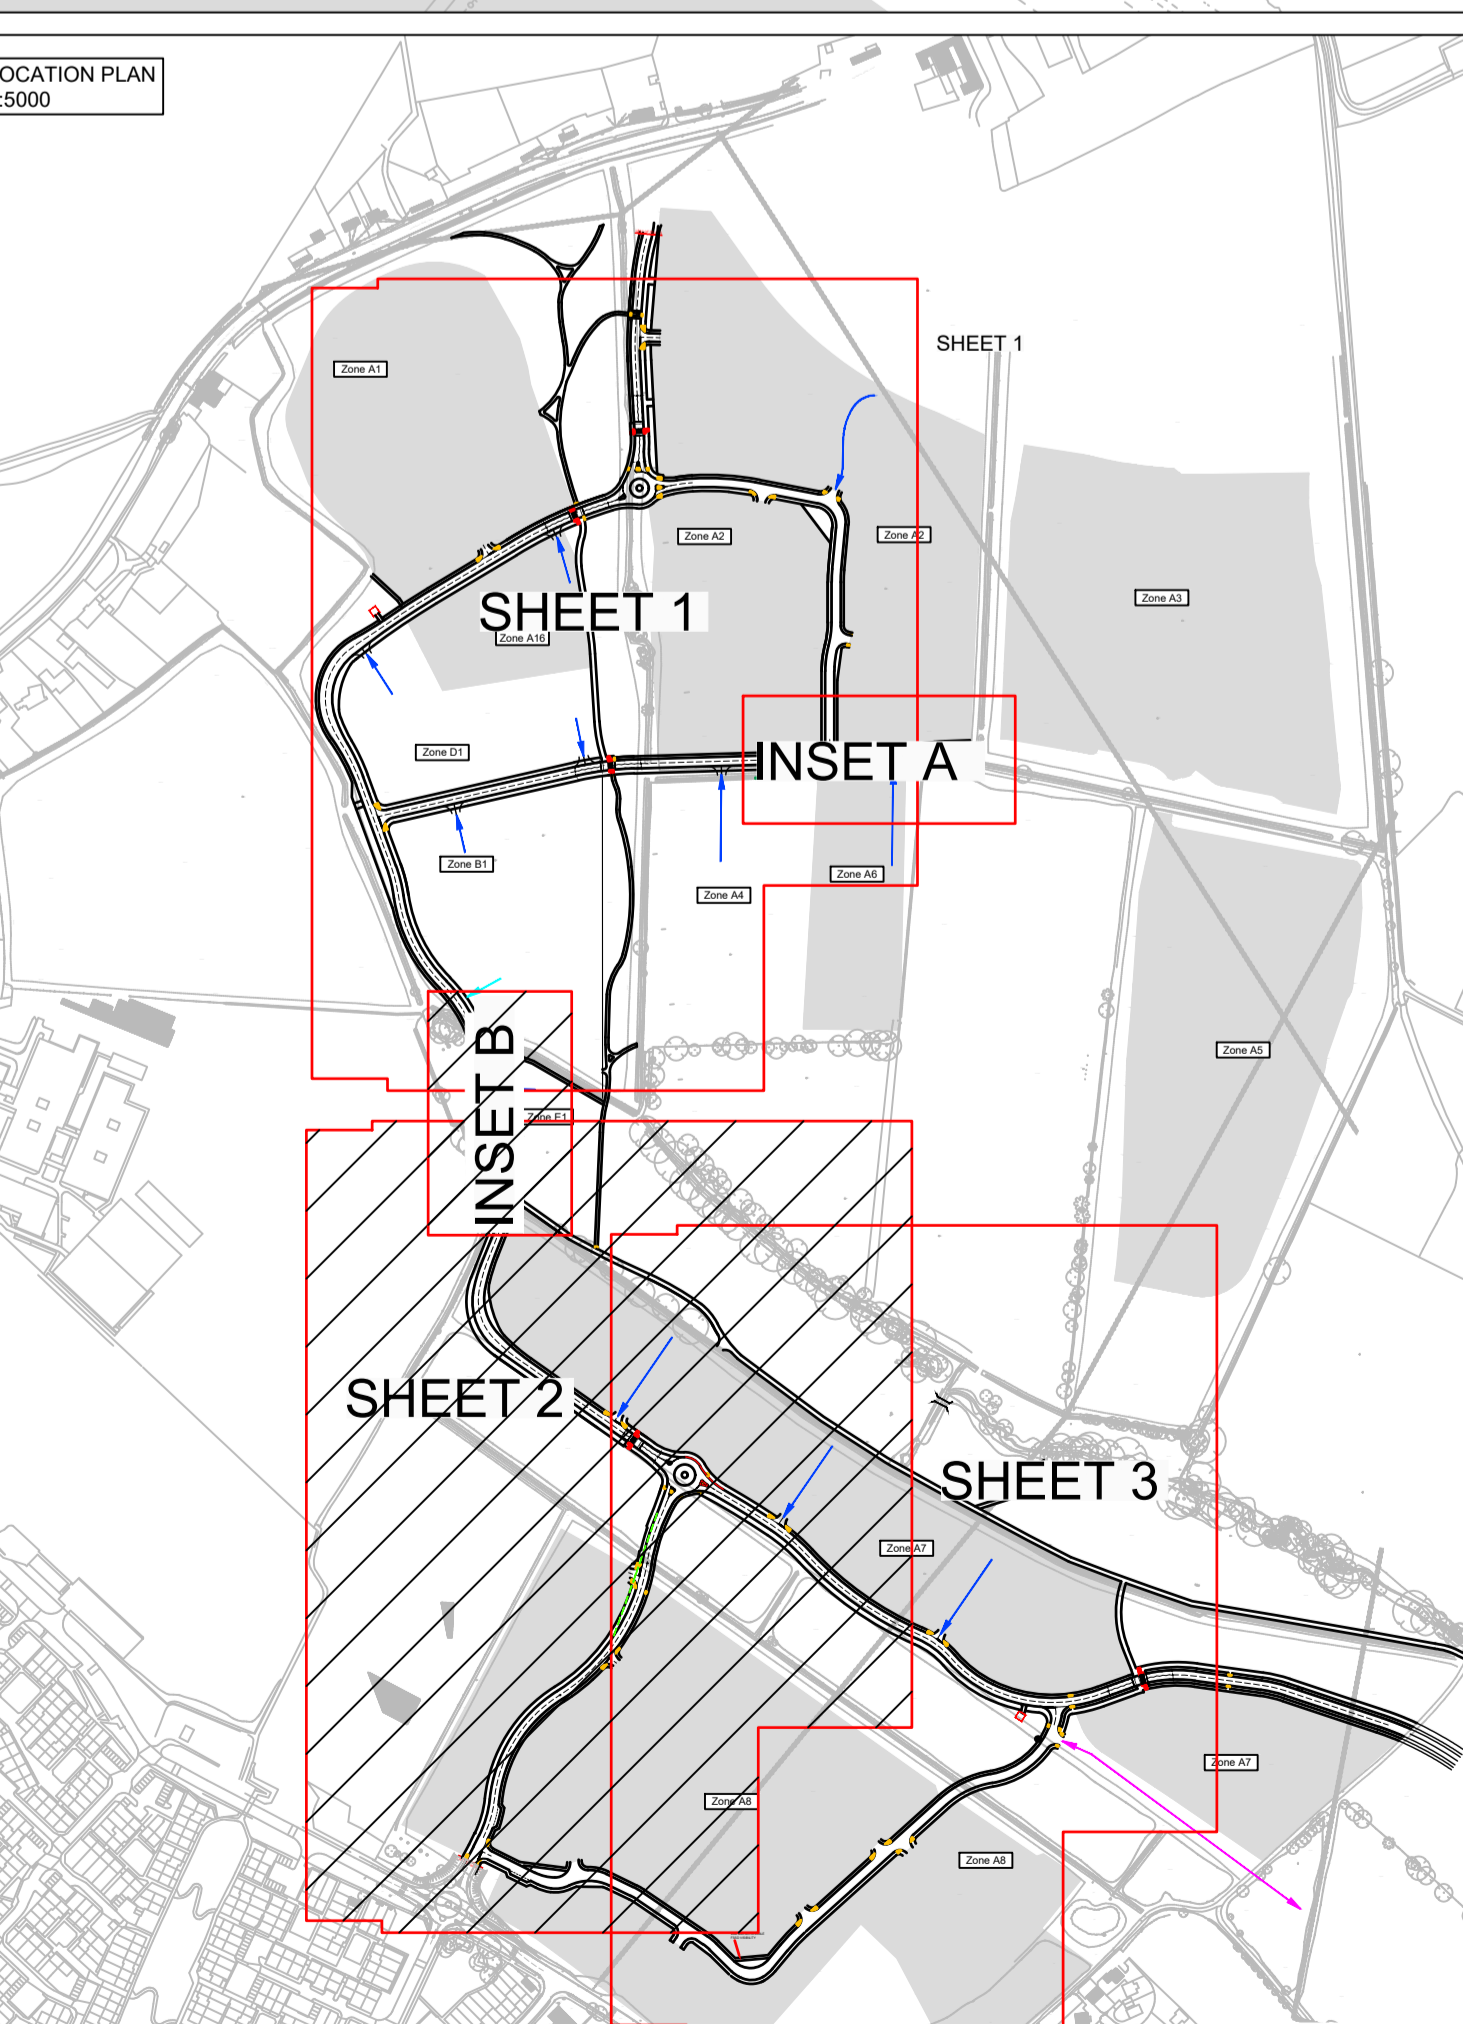 OCATION PLAN
:5000
SHEET 1
Zone A1
Zone A2
Zone A2
Zone A3
SHEET 1
Zone A16
Zone D1
INSET A
Zone B1
Zone A6
Zone A4
INSET B
Zone A5
Zone E1
SHEET 2
SHEET 3
Zone A7
Zone A7
Zone A8
Zone A8